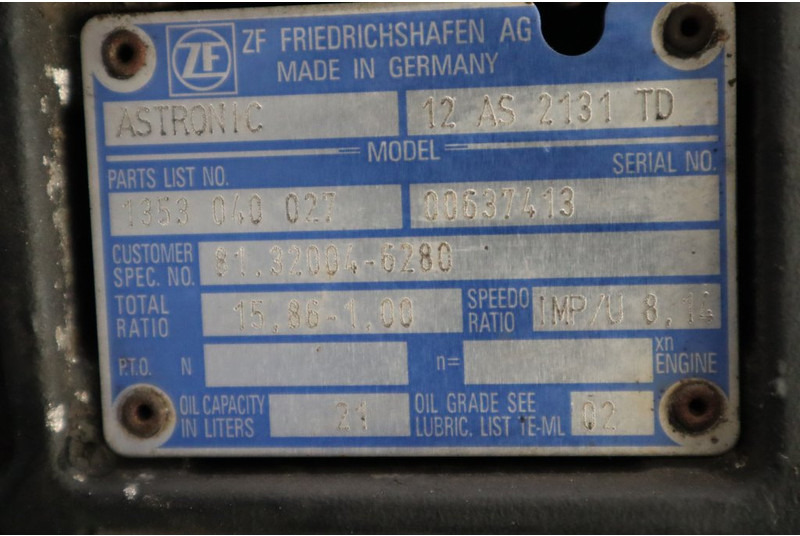 ZF ZF FRIEDRICHSHAFEN AG
MADE IN GERMANY
ASTRONIC 12 AS 2131 TD
MODEL
PARTS LIST NO. SERIAL NO.
1353 040 027 00637413
CUSTOMER SPEC. NO. 81.32004-6280
TOTAL RATIO 15,86-1,00 SPEEDO RATIO IMP/U
P.T.O. N n= xn ENGINE
OIL CAPACITY IN LITERS 21 OIL GRADE SEE LUBRIC. LIST TE-ML 02